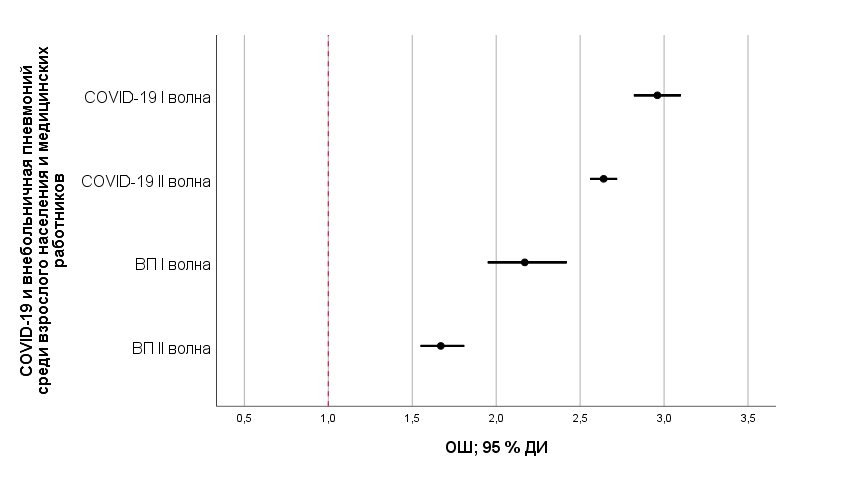 COVID-19 и внебольничная пневмоний
среди взрослого населения и медицинских
работников
COVID-19 I волна
COVID-19 II волна
ВП I волна
ВП II волна
0,5 1,0 1,5 2,0 2,5 3,0 3,5
ОШ; 95 % ДИ